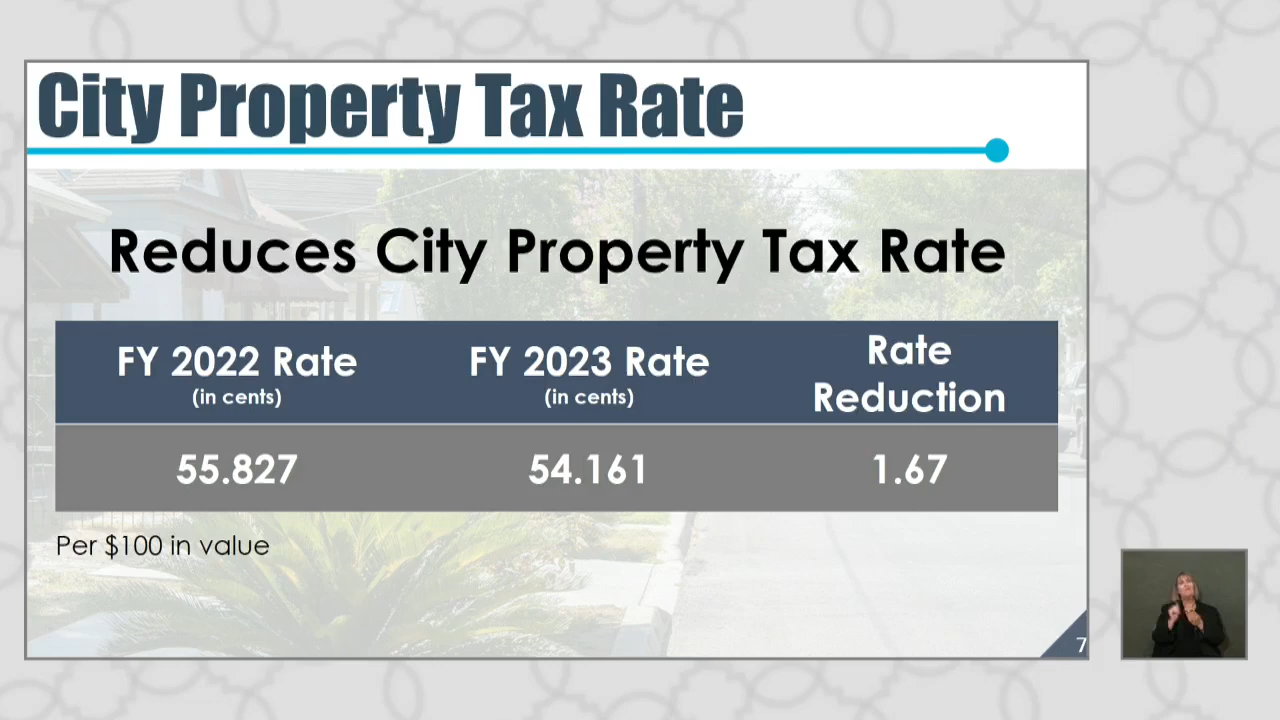 City Property Tax Rate
Reduces City Property Tax Rate
FY 2022 Rate
(in cents)
FY 2023 Rate
(in cents)
Rate
Reduction
55.827
54.161
1.67
Per $100 in value
7